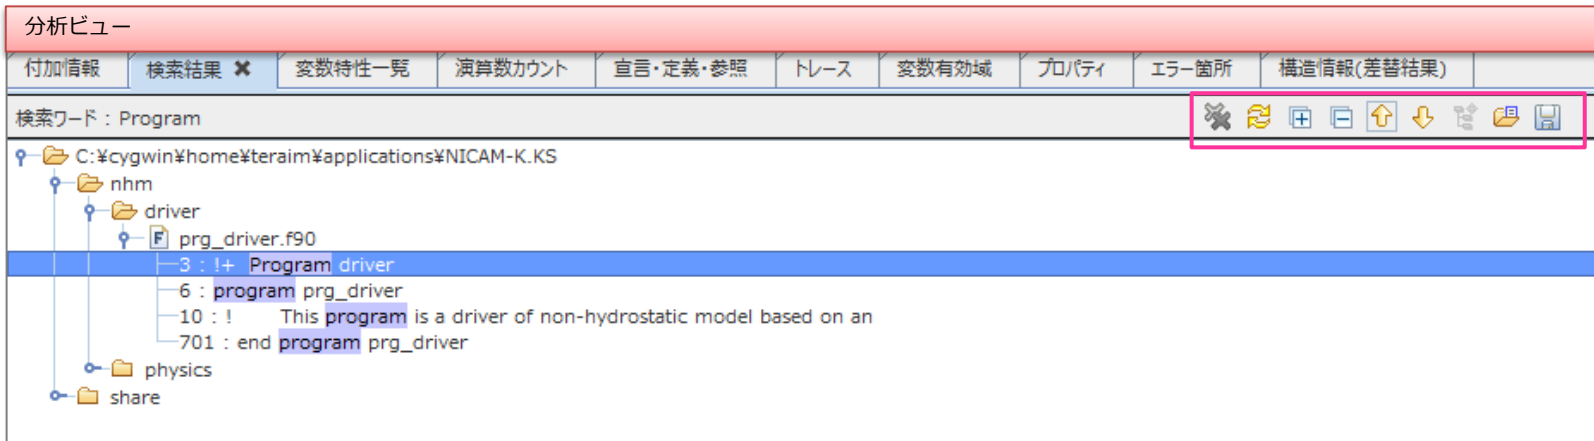 分析ビュー
付加情報 検索結果 変数特性一覧 演算数カウント 宣言・定義・参照 トレース 変数有効域 プロパティ エラー箇所 構造情報(差替結果)
検索ワード : Program
C:¥cygwin¥home¥teraim¥applications¥NICAM-K.KS
nhm
driver
F prg_driver.f90
3 : !+ Program driver
6 : program prg_driver
10 : ! This program is a driver of non-hydrostatic model based on an
701 : end program prg_driver
physics
share